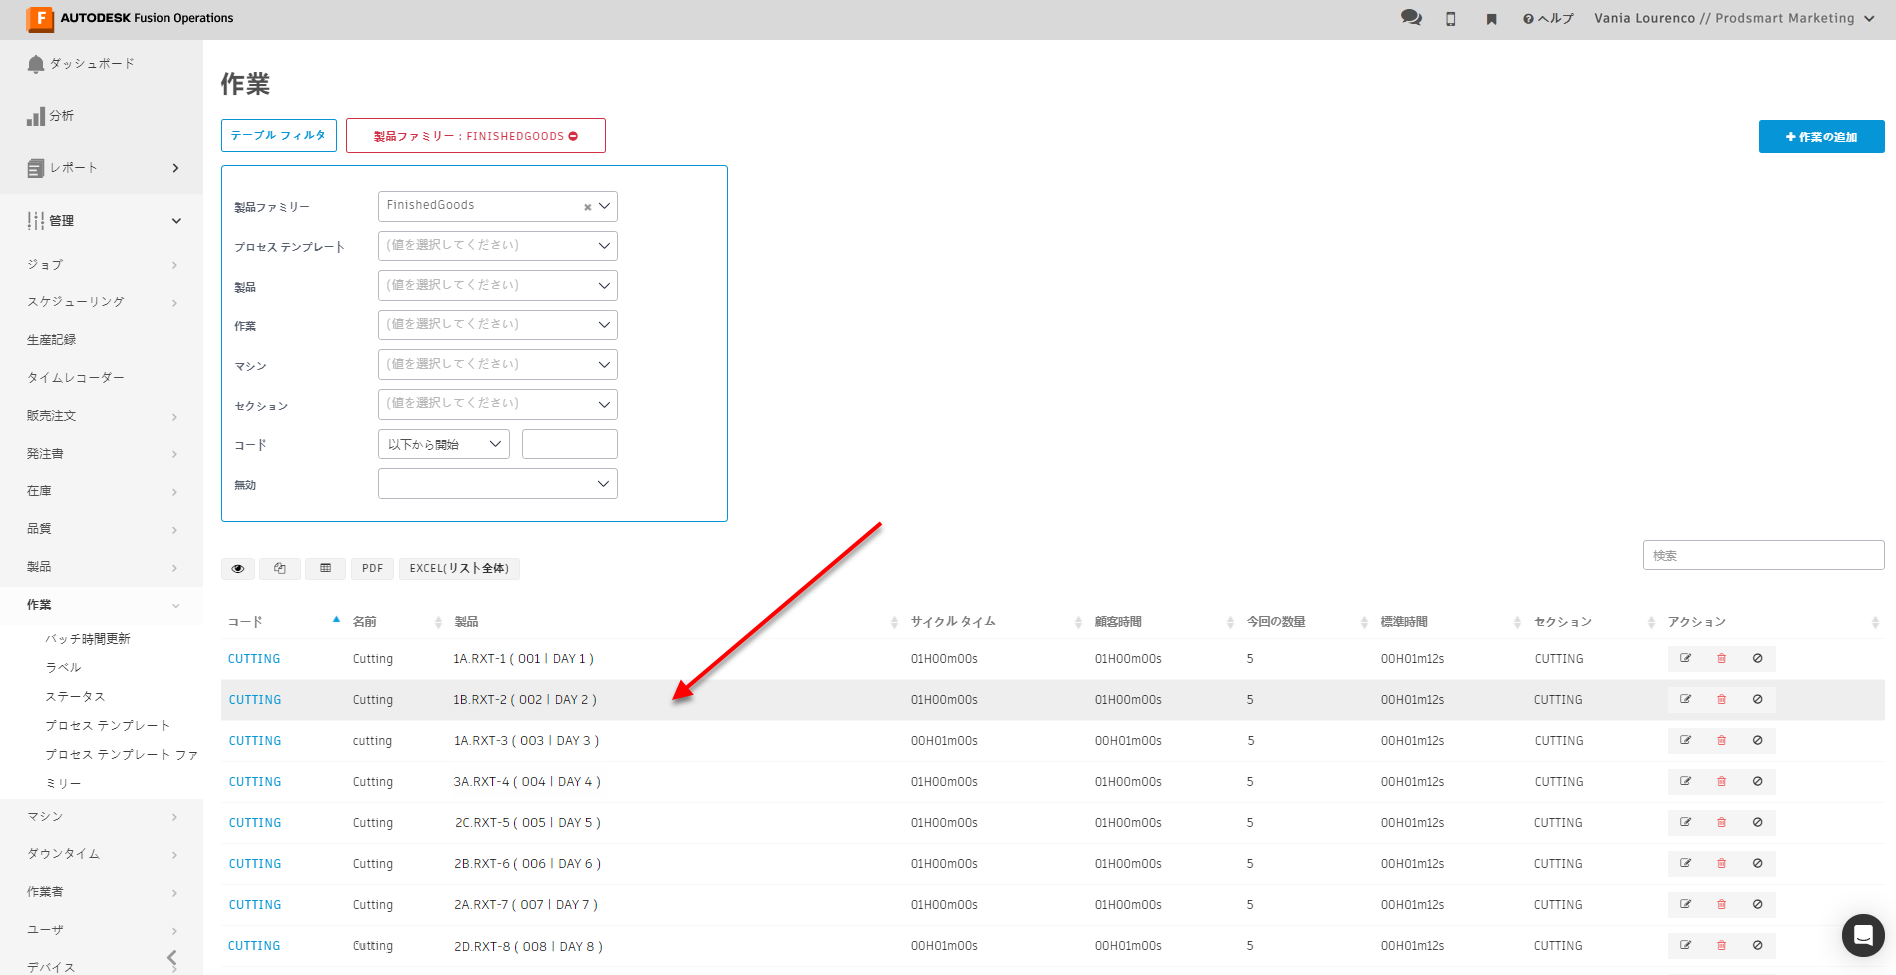 AUTODESK Fusion Operations
ヘルプ
Vania Lourenco // Prodsmart Marketing
ダッシュボード
分析
レポート
管理
ジョブ
スケジューリング
生産記録
タイムレコーダー
販売注文
発注書
在庫
品質
製品
作業
バッチ時間更新
ラベル
ステータス
プロセス テンプレート
プロセス テンプレート ファ
ミリー
マシン
ダウンタイム
作業者
ユーザ
デバイス
作業
テーブル フィルタ
製品ファミリー : FINISHEDGOODS
作業の追加
製品ファミリー FinishedGoods
プロセス テンプレート (値を選択してください)
製品 (値を選択してください)
作業 (値を選択してください)
マシン (値を選択してください)
セクション (値を選択してください)
コード 以下から開始
無効
PDF EXCEL(リスト全体)
検索
コード 名前 製品 サイクル タイム 顧客時間 今回の数量 標準時間 セクション アクション
CUTTING Cutting 1A.RXT-1 ( 001 | DAY 1 ) 01H00m00s 01H00m00s 5 00H01m12s CUTTING
CUTTING Cutting 1B.RXT-2 ( 002 | DAY 2 ) 01H00m00s 01H00m00s 5 00H01m12s CUTTING
CUTTING cutting 1A.RXT-3 ( 003 | DAY 3 ) 00H01m00s 00H01m00s 5 00H01m12s CUTTING
CUTTING Cutting 3A.RXT-4 ( 004 | DAY 4 ) 01H00m00s 01H00m00s 5 00H01m12s CUTTING
CUTTING Cutting 2C.RXT-5 ( 005 | DAY 5 ) 01H00m00s 01H00m00s 5 00H01m12s CUTTING
CUTTING Cutting 2B.RXT-6 ( 006 | DAY 6 ) 01H00m00s 01H00m00s 5 00H01m12s CUTTING
CUTTING Cutting 2A.RXT-7 ( 007 | DAY 7 ) 01H00m00s 01H00m00s 5 00H01m12s CUTTING
CUTTING Cutting 2D.RXT-8 ( 008 | DAY 8 ) 00H01m00s 01H00m00s 5 00H01m12s CUTTING